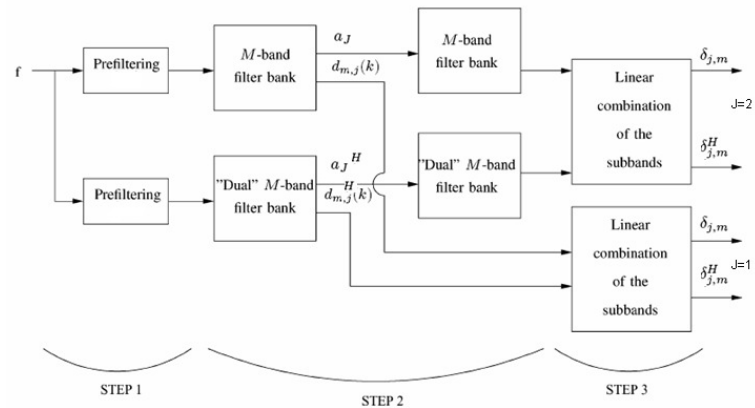 f
Prefiltering
M-band
filter bank
a_J
d_{m,j}(k)
M-band
filter bank
Linear
combination
of the
subbands
δ_{j,m}
J=2
δ^H_{j,m}
Prefiltering
"Dual" M-band
filter bank
a_J^H
d^H_{m,j}(k)
"Dual" M-band
filter bank
Linear
combination
of the
subbands
δ_{j,m}
J=1
δ^H_{j,m}
STEP 1
STEP 2
STEP 3